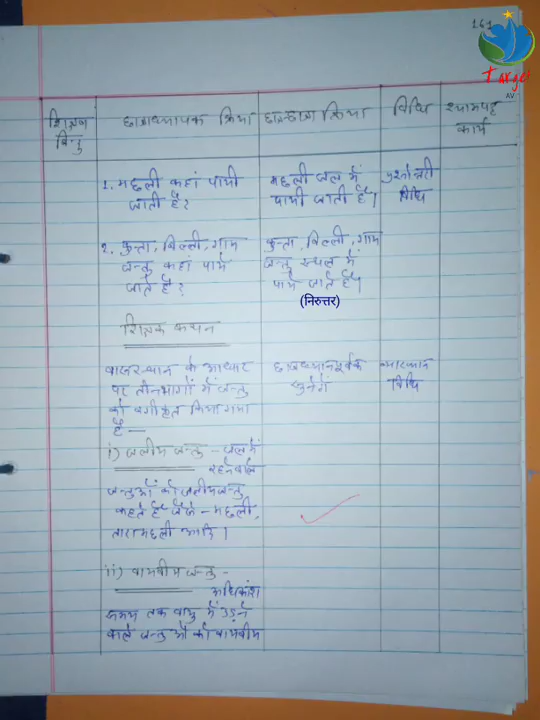 161
Target
शिक्षण बिन्दु
छात्राध्यापक क्रिया
छात्र क्रिया
विधि
श्यामपट्ट कार्य
1. मछली कहां पायी
जाती है?
मछली जल में
पायी जाती है।
प्रश्नोत्तरी
विधि
2. कुत्ता, बिल्ली, गाय
जन्तु कहां पाये
जाते है?
कुत्ता, बिल्ली, गाय
जन्तु स्थल में
पाये जाते है।
(निरुत्तर)
शिक्षक कथन
वासस्थान के आधार
पर तीन भागों में जन्तु
को वर्गीकृत किया गया
है —
छात्र ध्यानपूर्वक
सुनेगें
व्याख्यान
विधि
i) जलीय जन्तु - जल में
रहने वाले
जन्तुओं को जलीय जन्तु
कहते है जैसे - मछली,
तारा मछली आदि।
ii) वायवीय जन्तु -
अधिकांश
समय तक वायु में उड़ने
वाले जन्तुओं को वायवीय